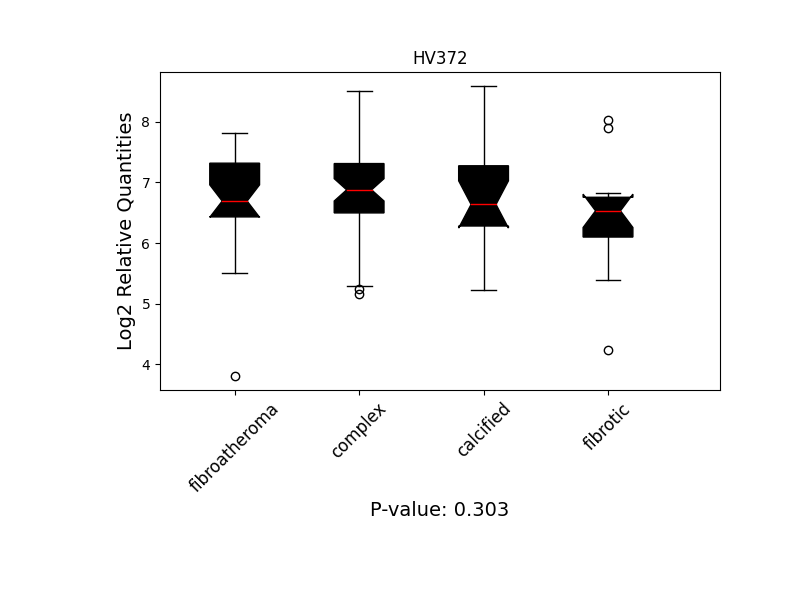 HV372
Log2 Relative Quantities
8
7
6
5
4
fibroatheroma
complex
calcified
fibrotic
P-value: 0.303